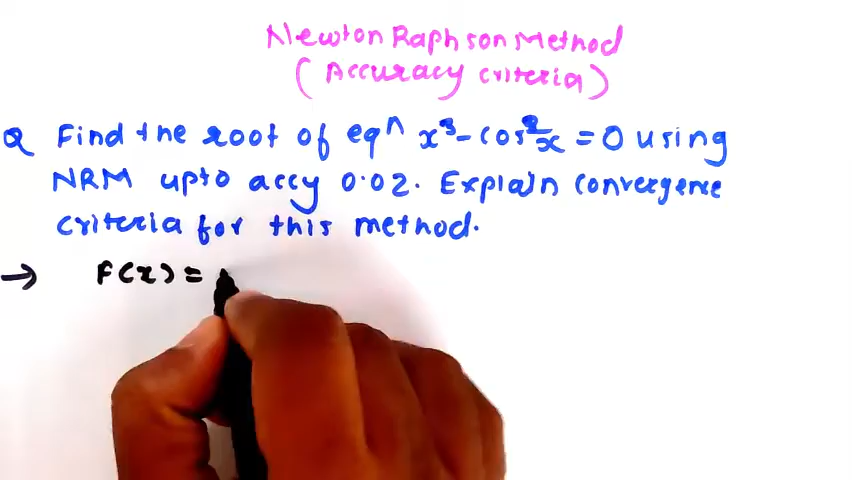 Newton Raphson Method
(Accuracy criteria)
Q Find the root of eqⁿ x³ - cos²x = 0 using
NRM upto accy 0.02. Explain convergence
criteria for this method.
→ F(x) =